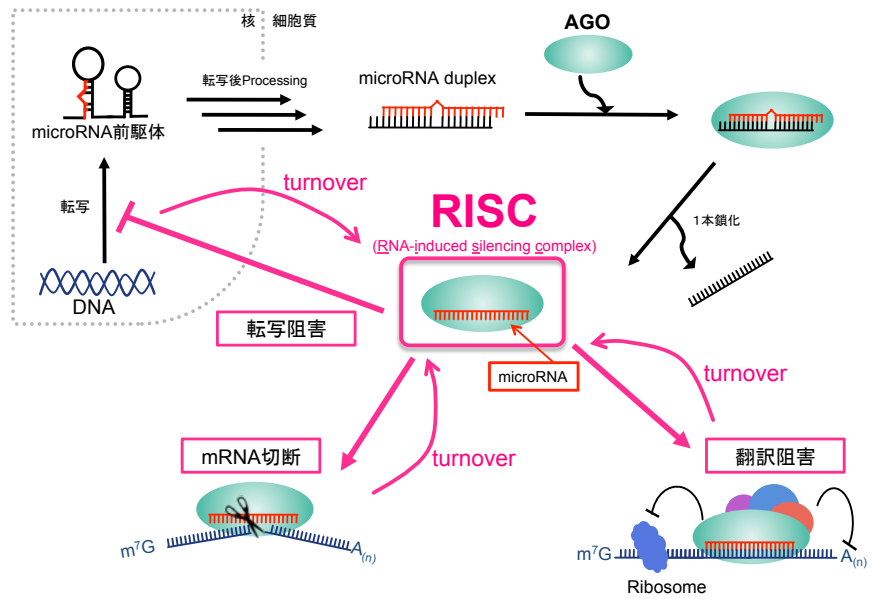 核 細胞質
AGO
転写後Processing
microRNA duplex
microRNA前駆体
転写
turnover
RISC
(RNA-induced silencing complex)
1本鎖化
DNA
転写阻害
microRNA
turnover
mRNA切断
turnover
翻訳阻害
m⁷G
A(n)
m⁷G
A(n)
Ribosome